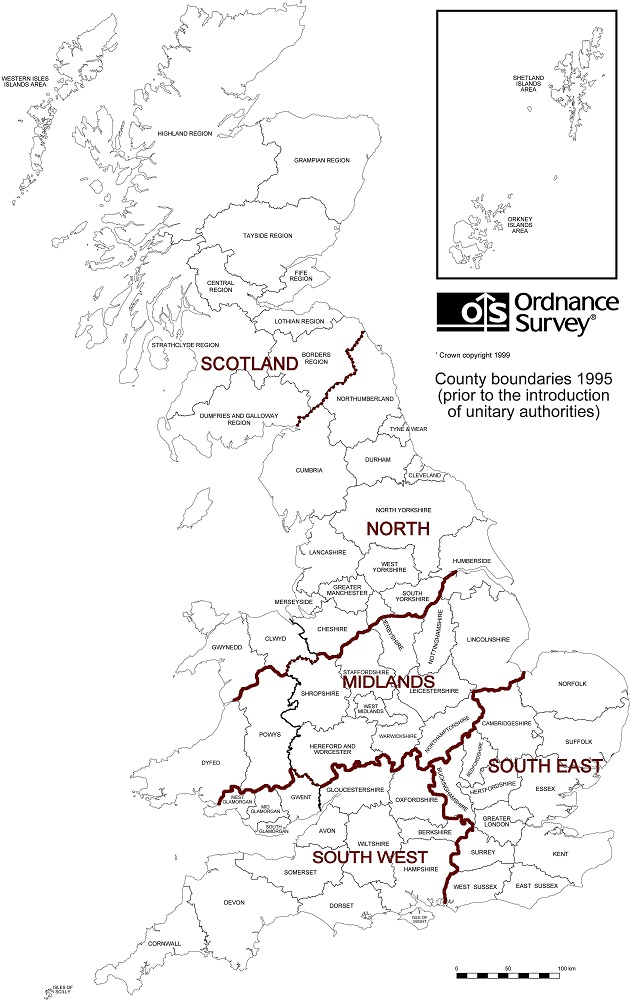 WESTERN ISLES
ISLANDS AREA
SHETLAND
ISLANDS
AREA
HIGHLAND REGION
GRAMPIAN REGION
ORKNEY
ISLANDS
AREA
TAYSIDE REGION
FIFE
REGION
CENTRAL
REGION
OS Ordnance
Survey®
LOTHIAN REGION
STRATHCLYDE REGION
BORDERS
REGION
SCOTLAND
' Crown copyright 1999
County boundaries 1995
(prior to the introduction
of unitary authorities)
NORTHUMBERLAND
DUMFRIES AND GALLOWAY
REGION
TYNE & WEAR
DURHAM
CUMBRIA
CLEVELAND
NORTH YORKSHIRE
NORTH
LANCASHIRE
WEST
YORKSHIRE
HUMBERSIDE
GREATER
MANCHESTER
SOUTH
YORKSHIRE
MERSEYSIDE
CHESHIRE
DERBYSHIRE
NOTTINGHAMSHIRE
LINCOLNSHIRE
CLWYD
GWYNEDD
STAFFORDSHIRE
MIDLANDS
SHROPSHIRE
LEICESTERSHIRE
NORFOLK
WEST
MIDLANDS
CAMBRIDGESHIRE
POWYS
WARWICKSHIRE
NORTHAMPTONSHIRE
SUFFOLK
HEREFORD AND
WORCESTER
BEDFORDSHIRE
SOUTH EAST
DYFED
HERTFORDSHIRE
ESSEX
GLOUCESTERSHIRE
BUCKINGHAMSHIRE
OXFORDSHIRE
WEST
GLAMORGAN
MID
GLAMORGAN
GWENT
SOUTH
GLAMORGAN
GREATER
LONDON
AVON
BERKSHIRE
WILTSHIRE
SURREY
KENT
SOUTH WEST
SOMERSET
HAMPSHIRE
WEST SUSSEX
EAST SUSSEX
DEVON
DORSET
ISLE OF
WIGHT
CORNWALL
ISLES OF
SCILLY
0 50 100 km